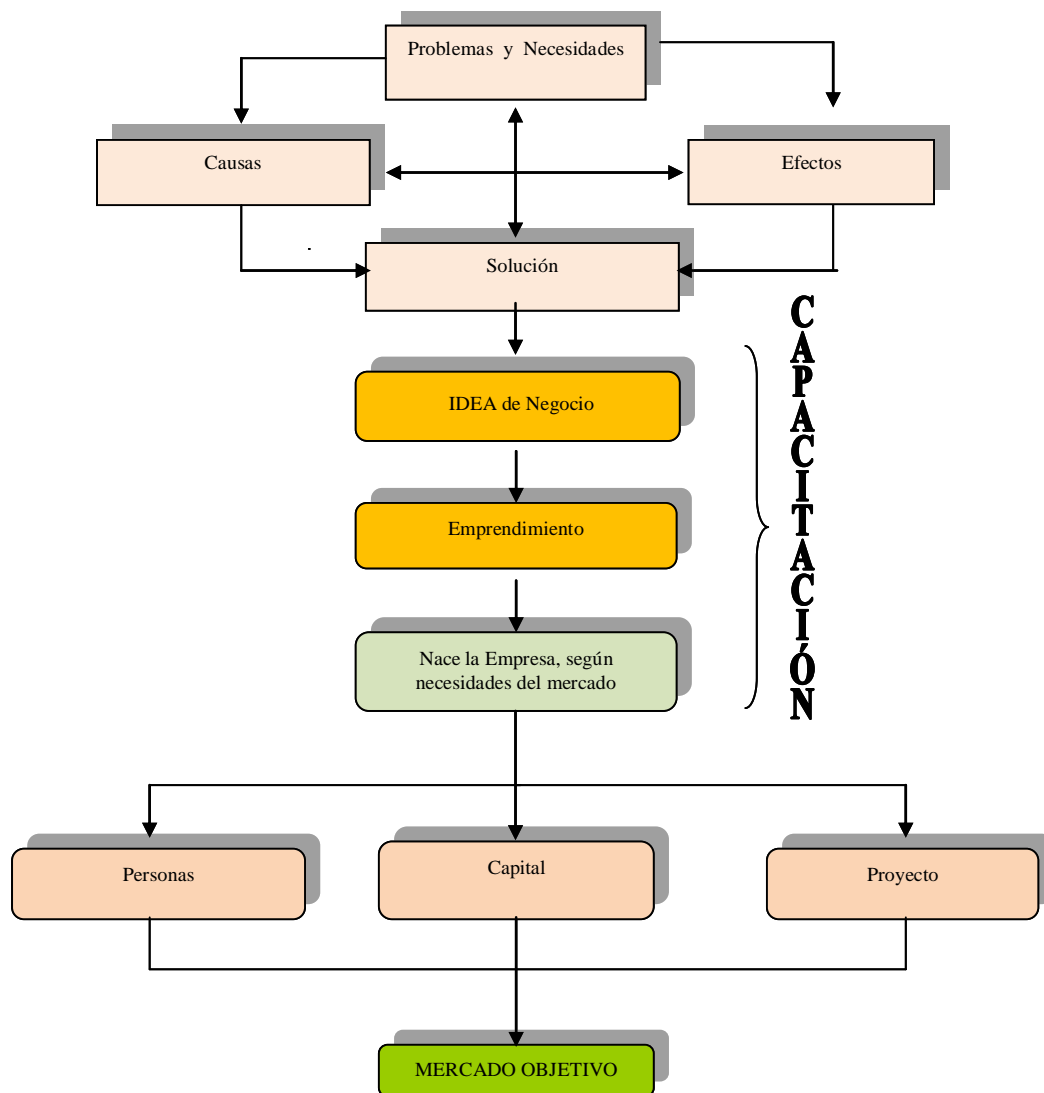 Problemas y Necesidades
Causas
Efectos
Solución
CAPACITACIÓN
IDEA de Negocio
Emprendimiento
Nace la Empresa, según
necesidades del mercado
Personas
Capital
Proyecto
MERCADO OBJETIVO